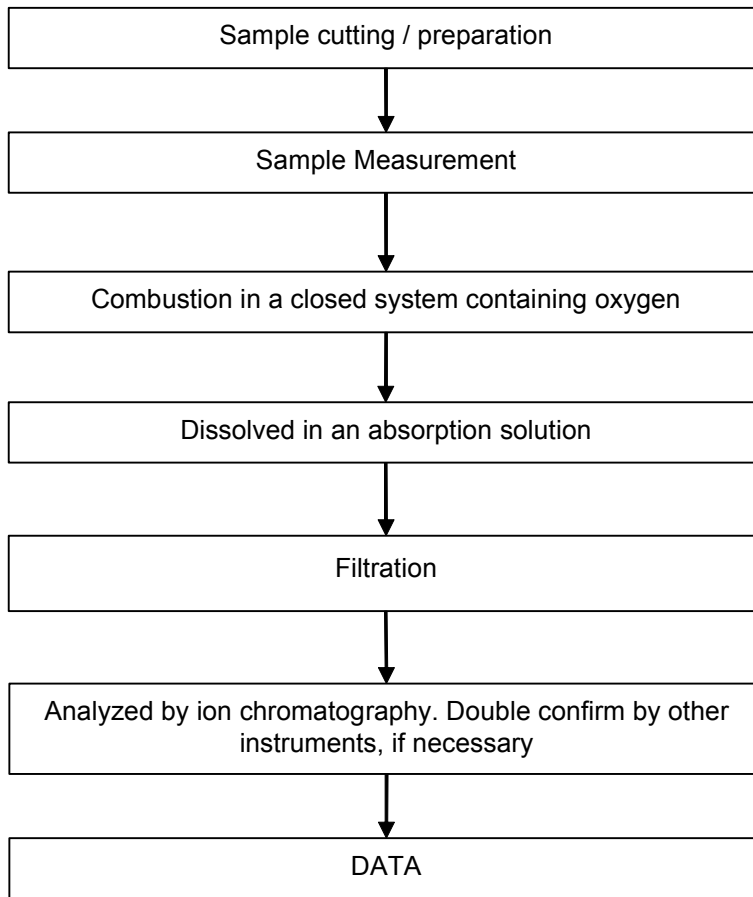 Sample cutting / preparation
Sample Measurement
Combustion in a closed system containing oxygen
Dissolved in an absorption solution
Filtration
Analyzed by ion chromatography. Double confirm by other
instruments, if necessary
DATA